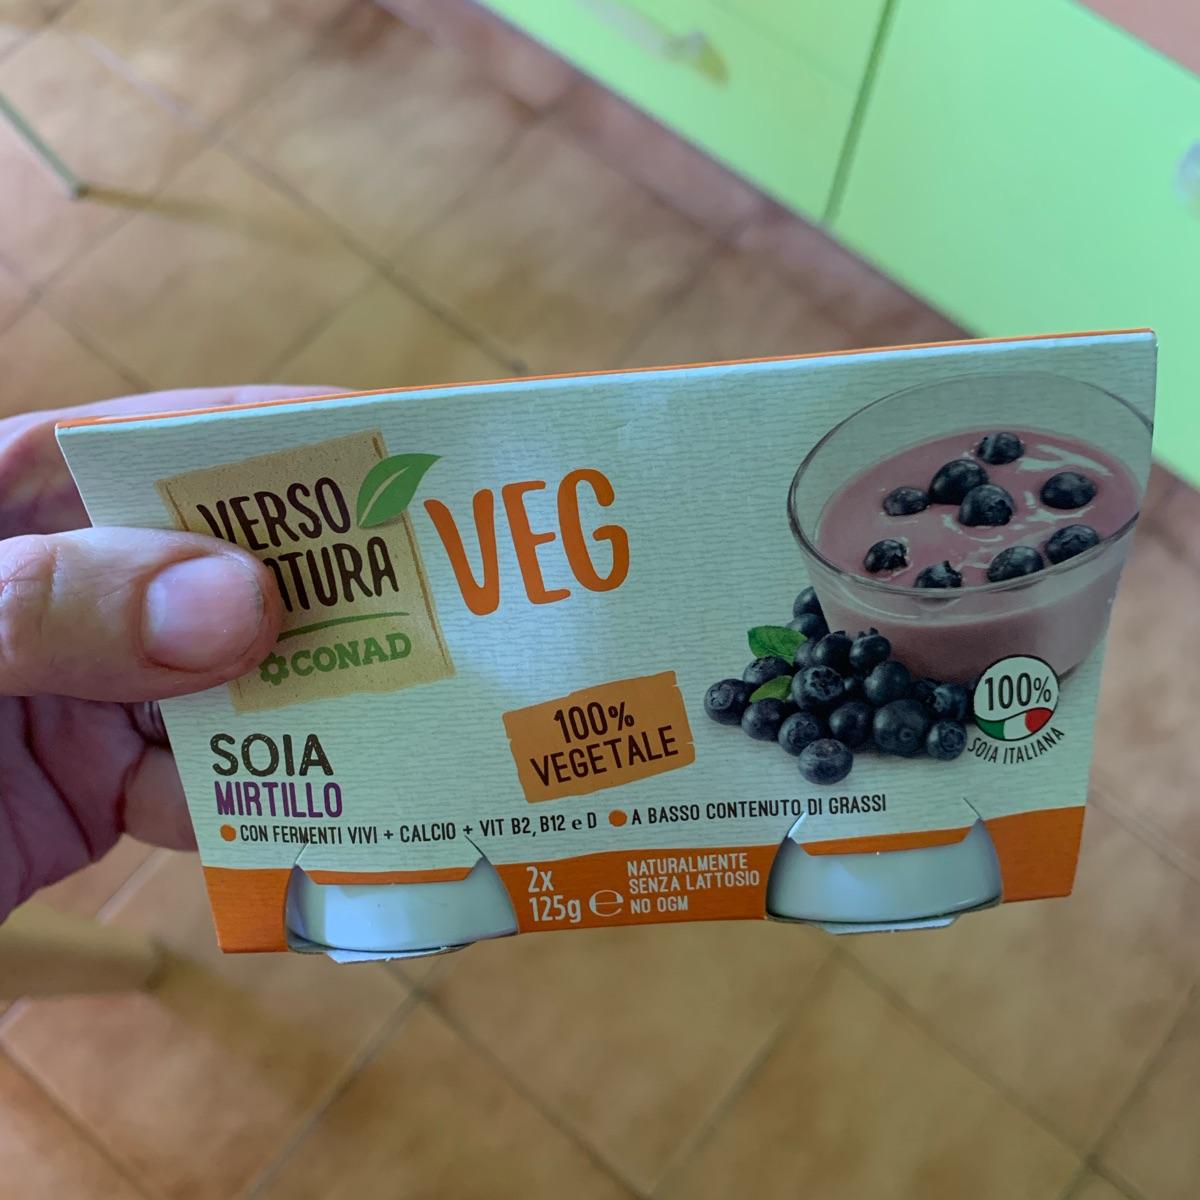 VERSO
VEG
CONAD
100%
VEGETALE
100%
SOIA ITALIANA
SOIA
MIRTILLO
CON FERMENTI VIVI + CALCIO + VIT B2, B12 e D
A BASSO CONTENUTO DI GRASSI
2x
125g e
NATURALMENTE
SENZA LATTOSIO
NO OGM